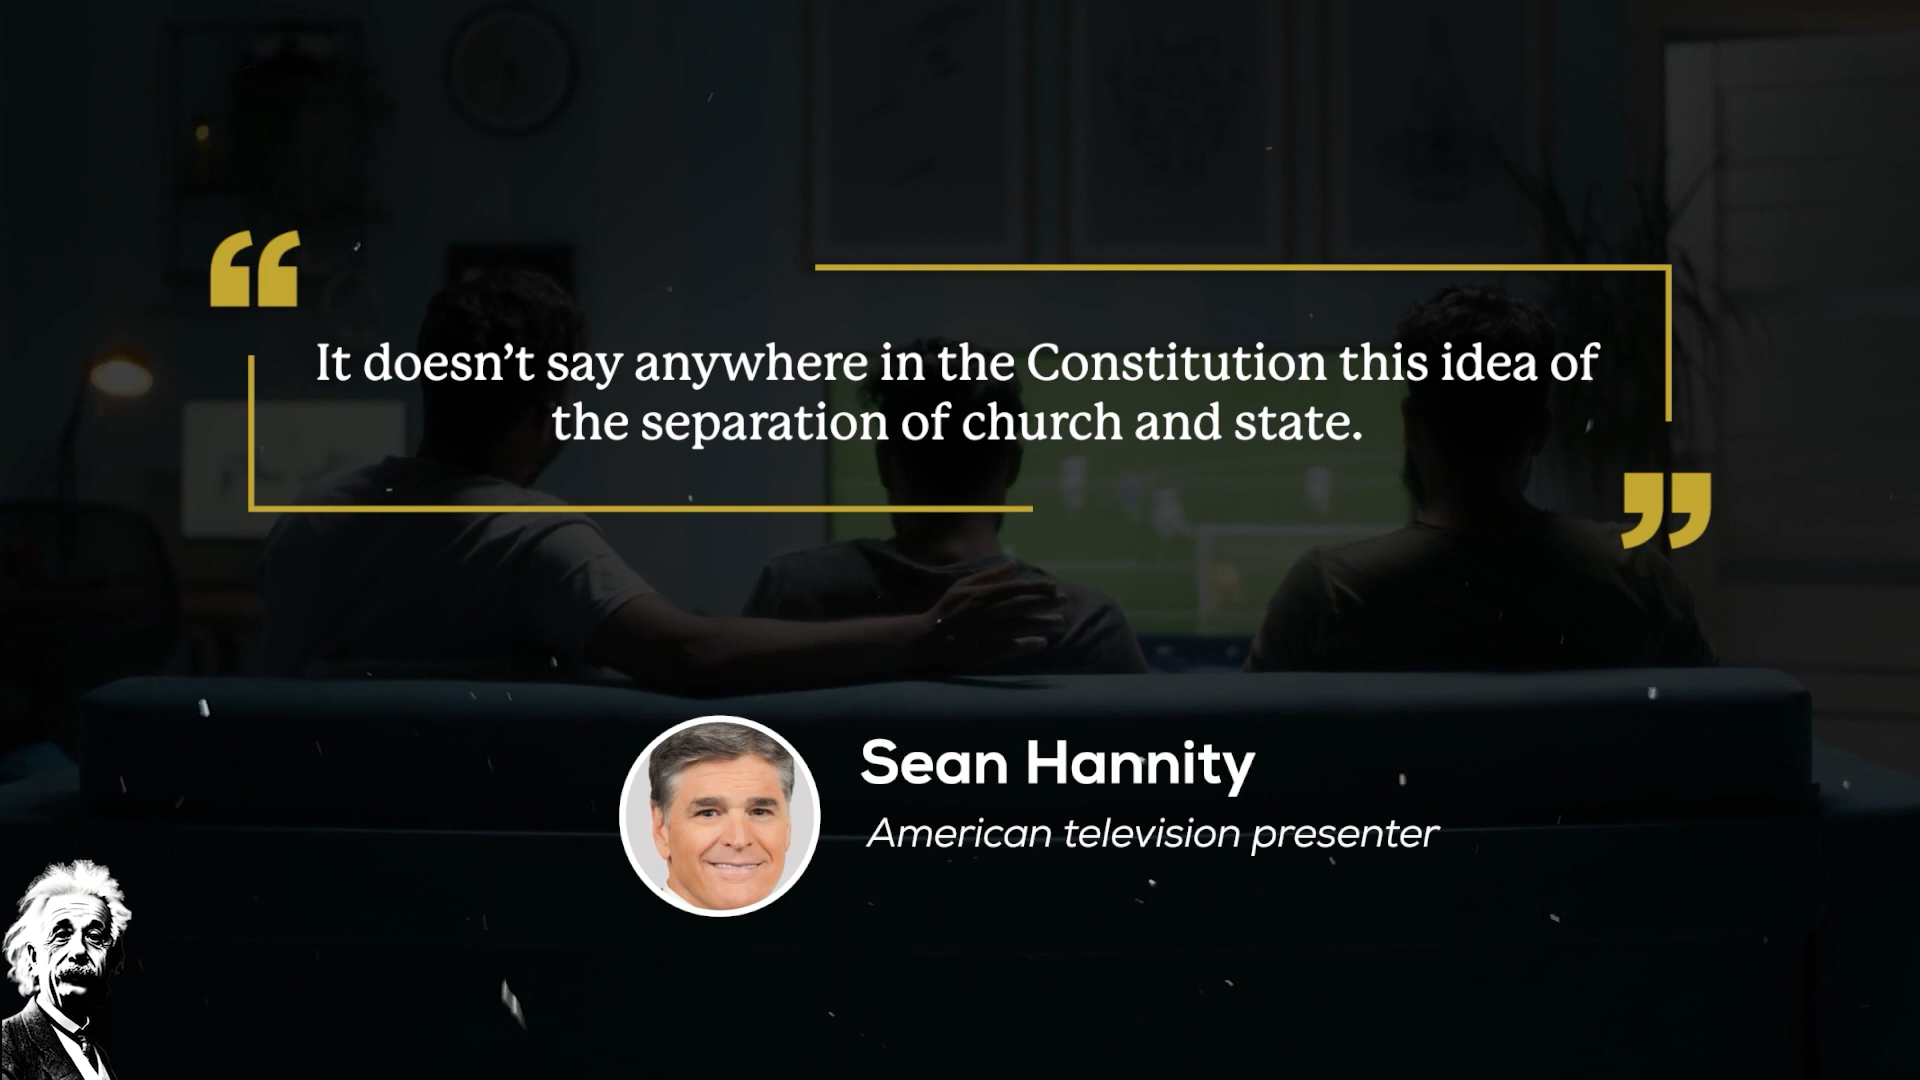 “
It doesn’t say anywhere in the Constitution this idea of
the separation of church and state.
”
Sean Hannity
American television presenter